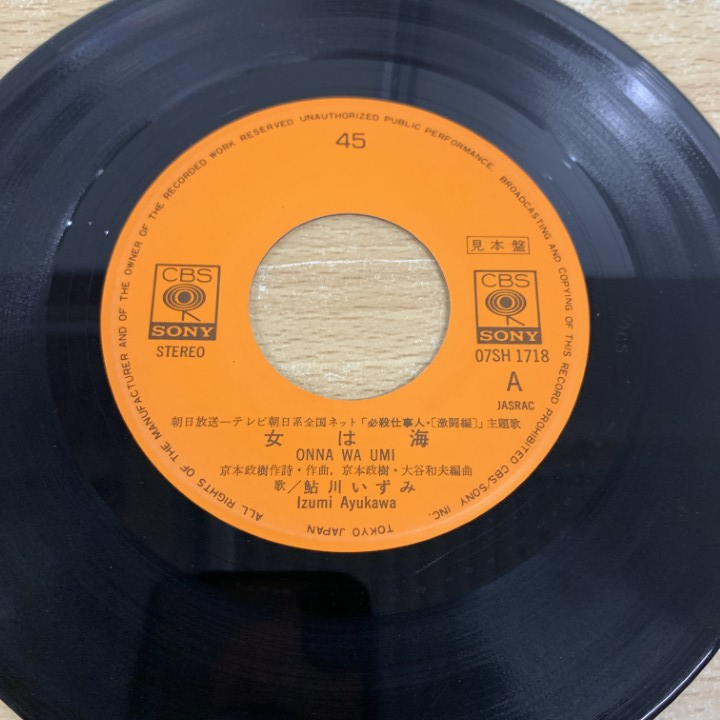 ALL RIGHTS OF THE MANUFACTURER AND OF THE OWNER OF THE RECORDED WORK RESERVED UNAUTHORIZED PUBLIC PERFORMANCE BROADCASTING AND COPYING OF THIS RECORD PROHIBITED CBS/SONY INC. TOKYO JAPAN
45
見本盤
CBS
SONY
STEREO
CBS
SONY
07SH 1718
A
JASRAC
朝日放送ーテレビ朝日系全国ネット「必殺仕事人・〔激闘編〕」主題歌
女は海
ONNA WA UMI
京本政樹作詩・作曲，京本政樹・大谷和夫編曲
歌／鮎川いずみ
Izumi Ayukawa